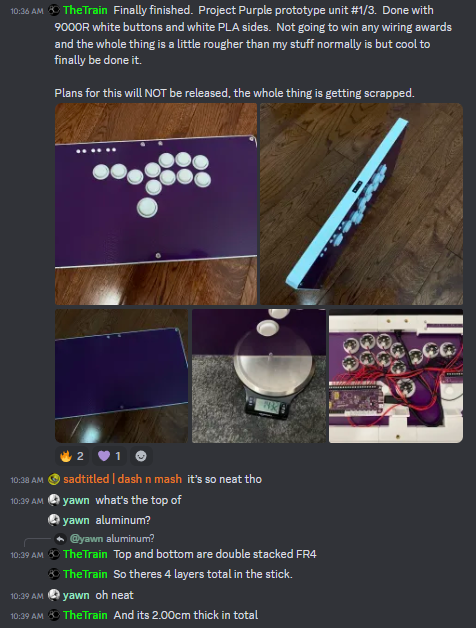 10:36 AM TheTrain Finally finished. Project Purple prototype unit #1/3. Done with
9000R white buttons and white PLA sides. Not going to win any wiring awards
and the whole thing is a little rougher than my stuff normally is but cool to
finally be done it.
Plans for this will NOT be released, the whole thing is getting scrapped.
2 1
10:38 AM sadtitled | dash n mash it's so neat tho
10:39 AM yawn what's the top of
yawn aluminum?
@yawn aluminum?
10:39 AM TheTrain Top and bottom are double stacked FR4
TheTrain So theres 4 layers total in the stick.
10:39 AM yawn oh neat
10:39 AM TheTrain And its 2.00cm thick in total